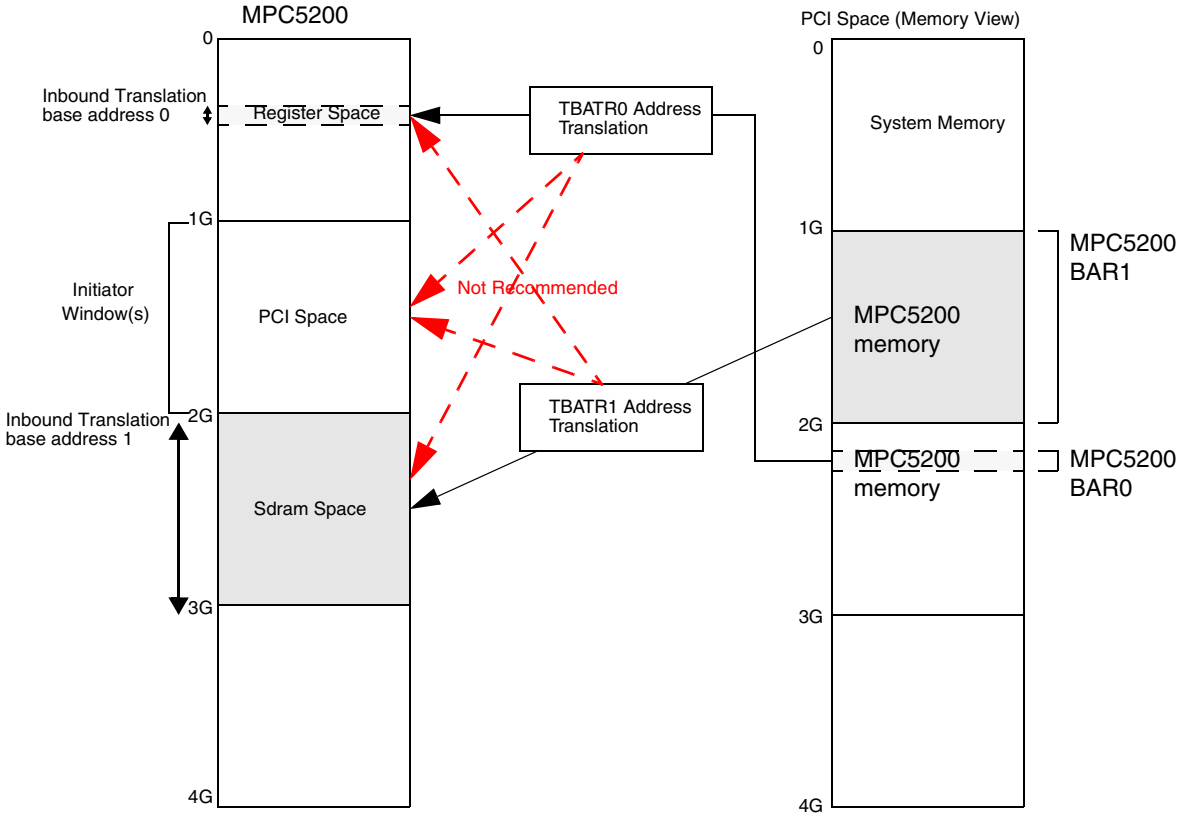 MPC5200
0
Inbound Translation
base address 0
Register Space
1G
Initiator
Window(s)
PCI Space
Inbound Translation
base address 1
2G
Sdram Space
3G
4G
TBATR0 Address
Translation
Not Recommended
TBATR1 Address
Translation
PCI Space (Memory View)
0
System Memory
1G
MPC5200
BAR1
MPC5200
memory
2G
MPC5200
memory
MPC5200
BAR0
3G
4G